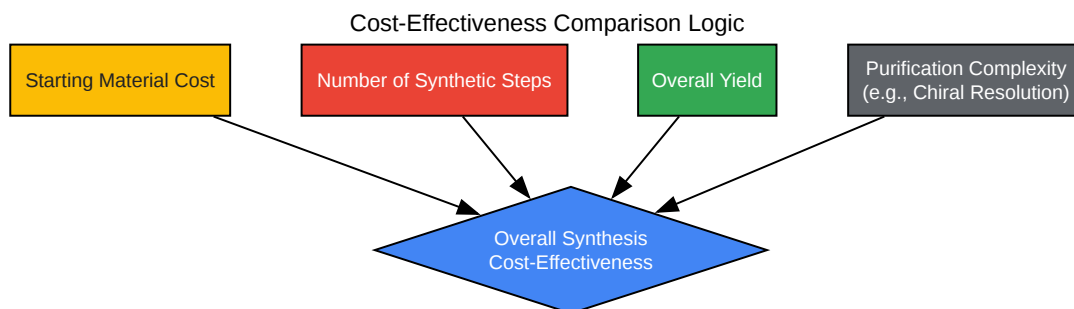 Cost-Effectiveness Comparison Logic
Starting Material Cost
Number of Synthetic Steps
Overall Yield
Purification Complexity
(e.g., Chiral Resolution)
Overall Synthesis
Cost-Effectiveness